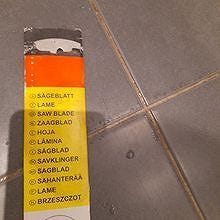 SÄGEBLATT
LAME
SAW BLADE
ZAAGBLAD
HOJA
LÁMINA
SÅGBLAD
SAVKLINGER
SAGBLAD
SAHANTERÄÄ
LAME
BRZESZCZOT